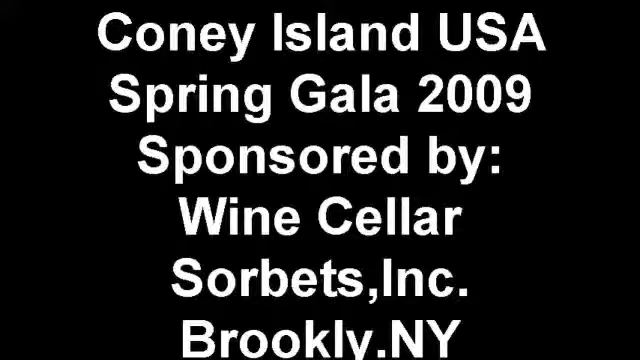 Coney Island USA
Spring Gala 2009
Sponsored by:
Wine Cellar
Sorbets,Inc.
Brookly.NY